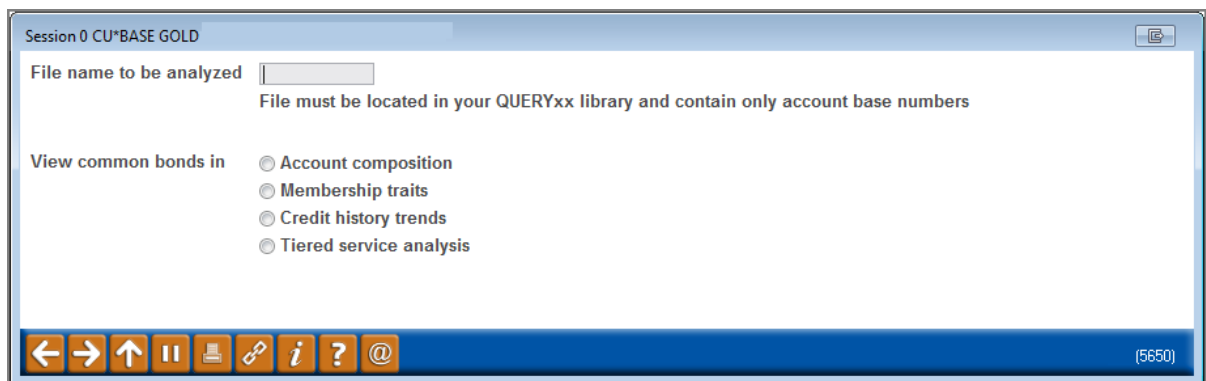 Session 0 CU*BASE GOLD
File name to be analyzed
File must be located in your QUERYxx library and contain only account base numbers
View common bonds in
Account composition
Membership traits
Credit history trends
Tiered service analysis
i ? @
(5650)